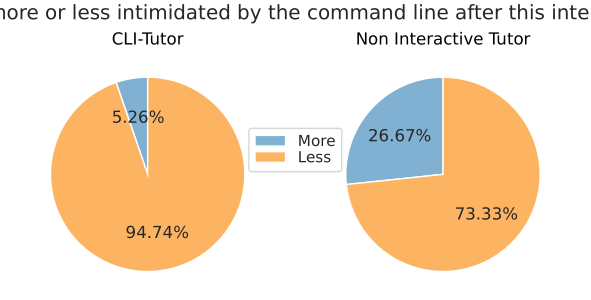 more or less intimidated by the command line after this
CLI-Tutor
Non Interactive Tutor
5.26%
94.74%
More
Less
26.67%
73.33%